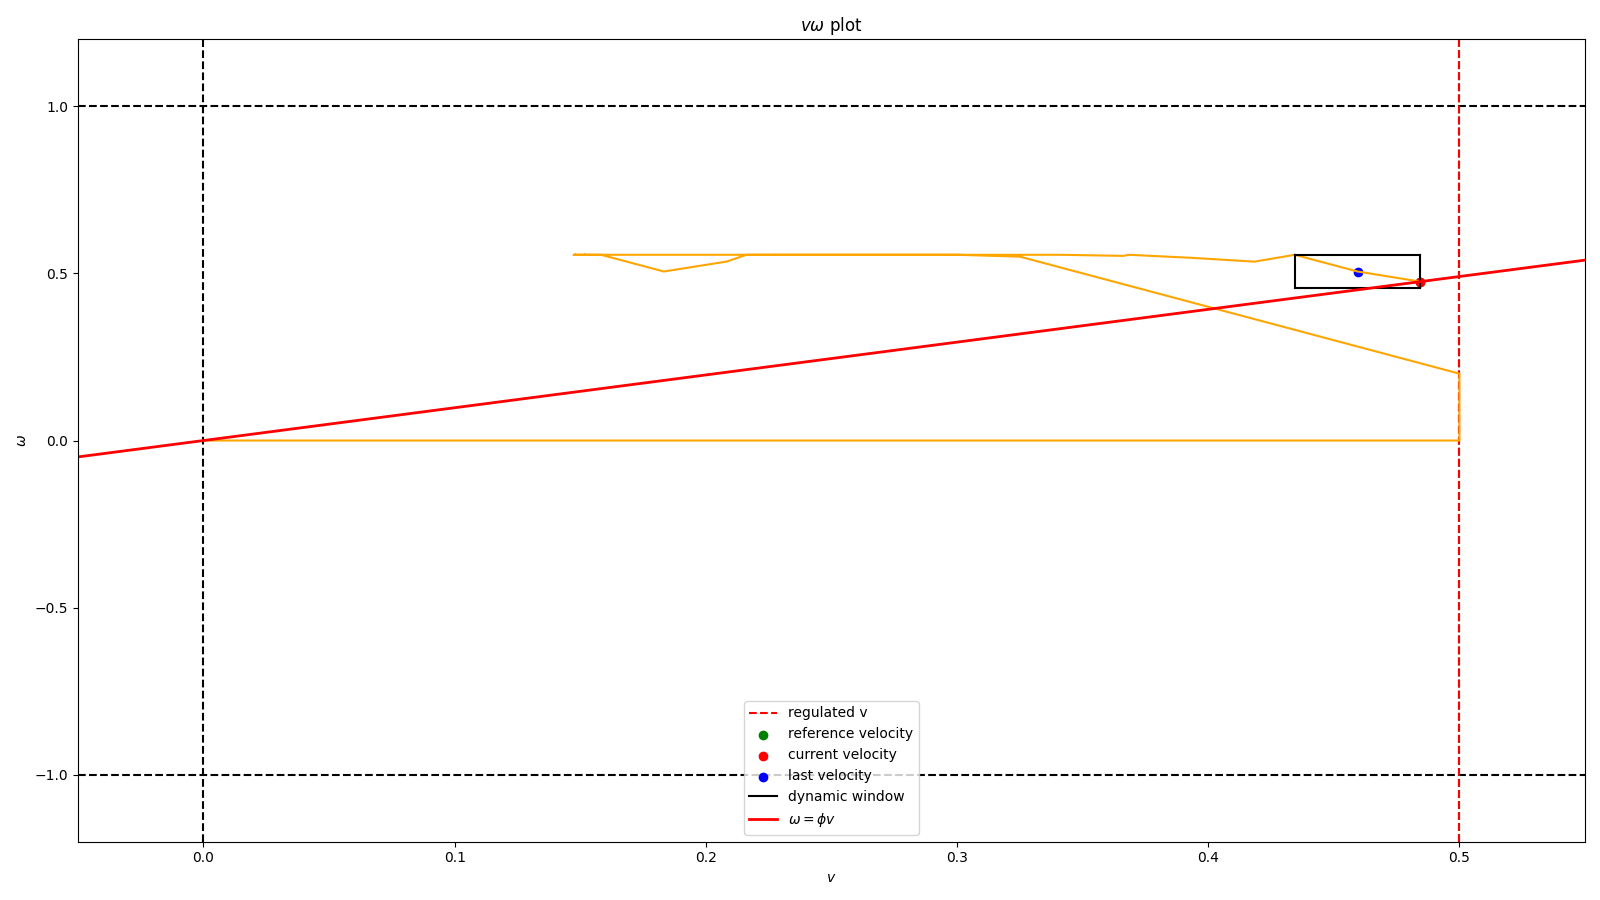 vω plot
1.0
0.5
0.0
−0.5
−1.0
ω
regulated v
reference velocity
current velocity
last velocity
dynamic window
ω = ϕv
0.0 0.1 0.2 0.3 0.4 0.5
v